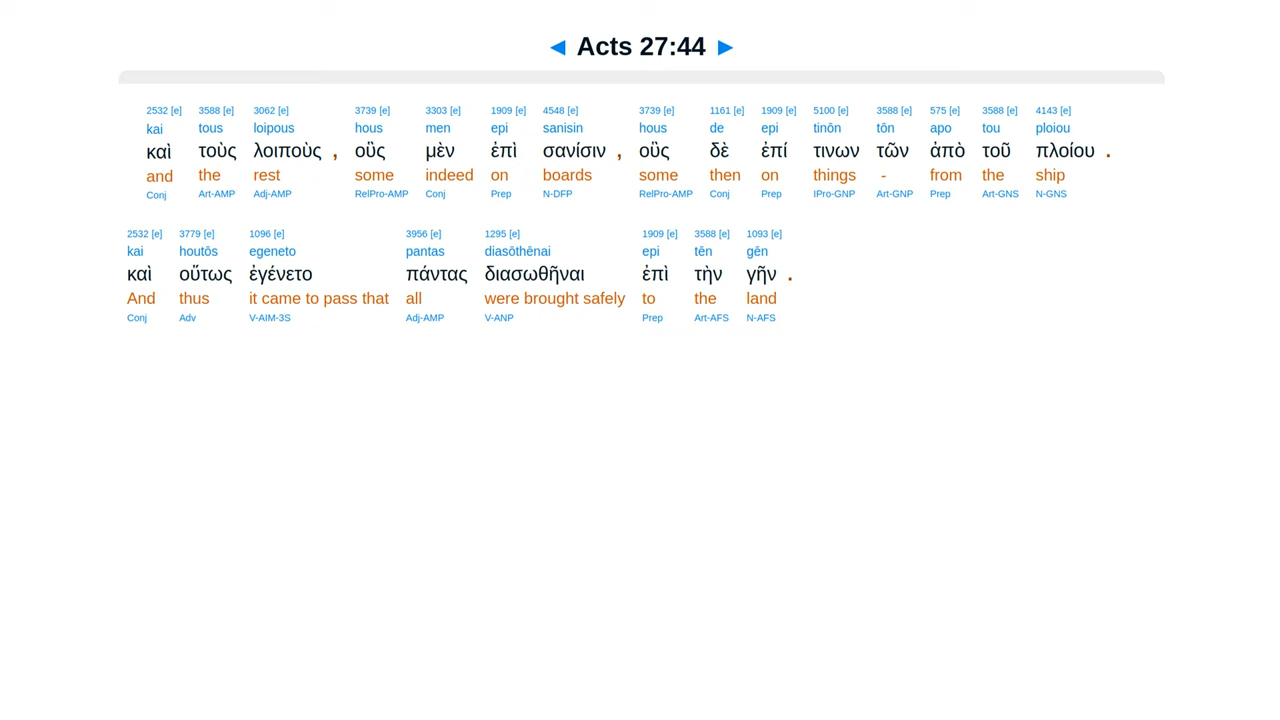 ◄ Acts 27:44 ►
2532 [e] 3588 [e] 3062 [e] 3739 [e] 3303 [e] 1909 [e] 4548 [e] 3739 [e] 1161 [e] 1909 [e] 5100 [e] 3588 [e] 575 [e] 3588 [e] 4143 [e]
kai tous loipous hous men epi sanisin hous de epi tinōn tōn apo tou ploiou
καὶ τοὺς λοιποὺς , οὓς μὲν ἐπὶ σανίσιν , οὓς δὲ ἐπί τινων τῶν ἀπὸ τοῦ πλοίου .
and the rest some indeed on boards some then on things - from the ship
Conj Art-AMP Adj-AMP RelPro-AMP Conj Prep N-DFP RelPro-AMP Conj Prep IPro-GNP Art-GNP Prep Art-GNS N-GNS
2532 [e] 3779 [e] 1096 [e] 3956 [e] 1295 [e] 1909 [e] 3588 [e] 1093 [e]
kai houtōs egeneto pantas diasōthēnai epi tēn gēn
καὶ οὕτως ἐγένετο πάντας διασωθῆναι ἐπὶ τὴν γῆν .
And thus it came to pass that all were brought safely to the land
Conj Adv V-AIM-3S Adj-AMP V-ANP Prep Art-AFS N-AFS